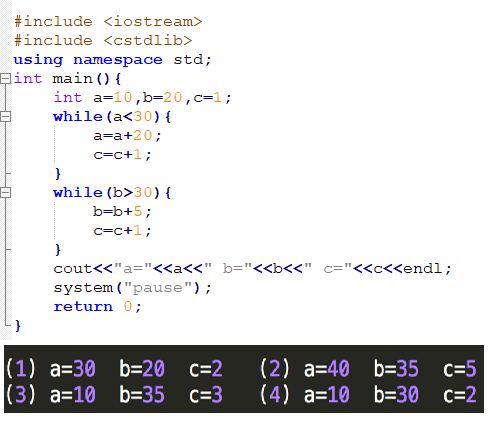 #include <iostream>
#include <cstdlib>
using namespace std;
int main(){
    int a=10,b=20,c=1;
    while(a<30){
        a=a+20;
        c=c+1;
    }
    while(b>30){
        b=b+5;
        c=c+1;
    }
    cout<<"a="<<a<<" b="<<b<<" c="<<c<<endl;
    system("pause");
    return 0;
}
(1) a=30  b=20  c=2   (2) a=40  b=35  c=5
(3) a=10  b=35  c=3   (4) a=10  b=30  c=2